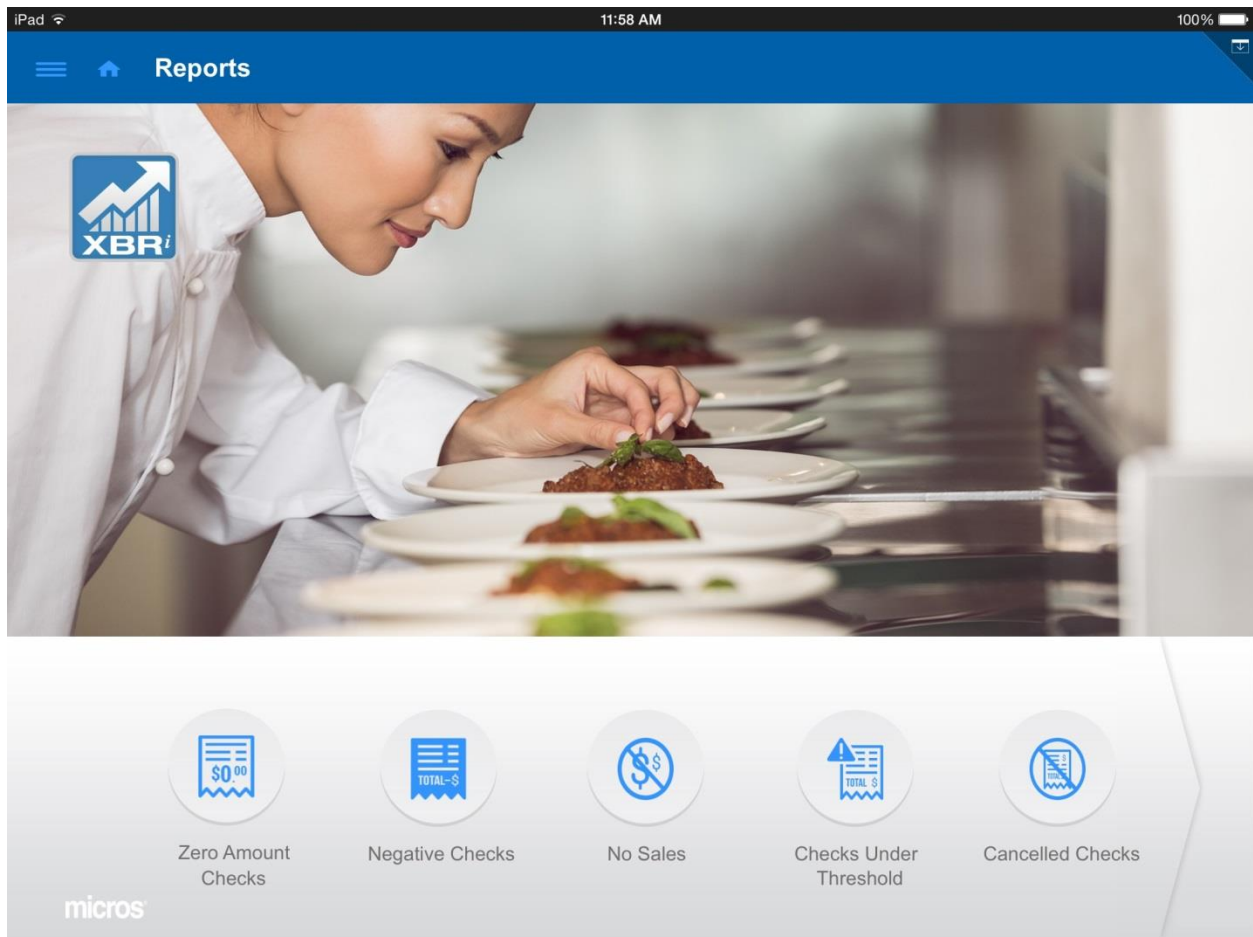 iPad
11:58 AM
100%
Reports
XBRi
$0.00
TOTAL-$
$ $
TOTAL $
TOTAL
Zero Amount
Checks
Negative Checks
No Sales
Checks Under
Threshold
Cancelled Checks
micros